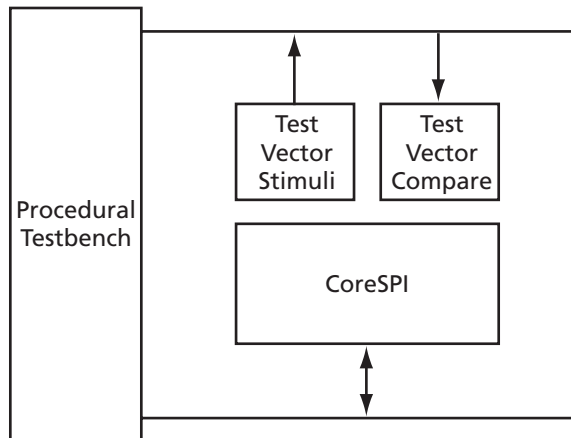 Test
Vector
Stimuli
Test
Vector
Compare
Procedural
Testbench
CoreSPI